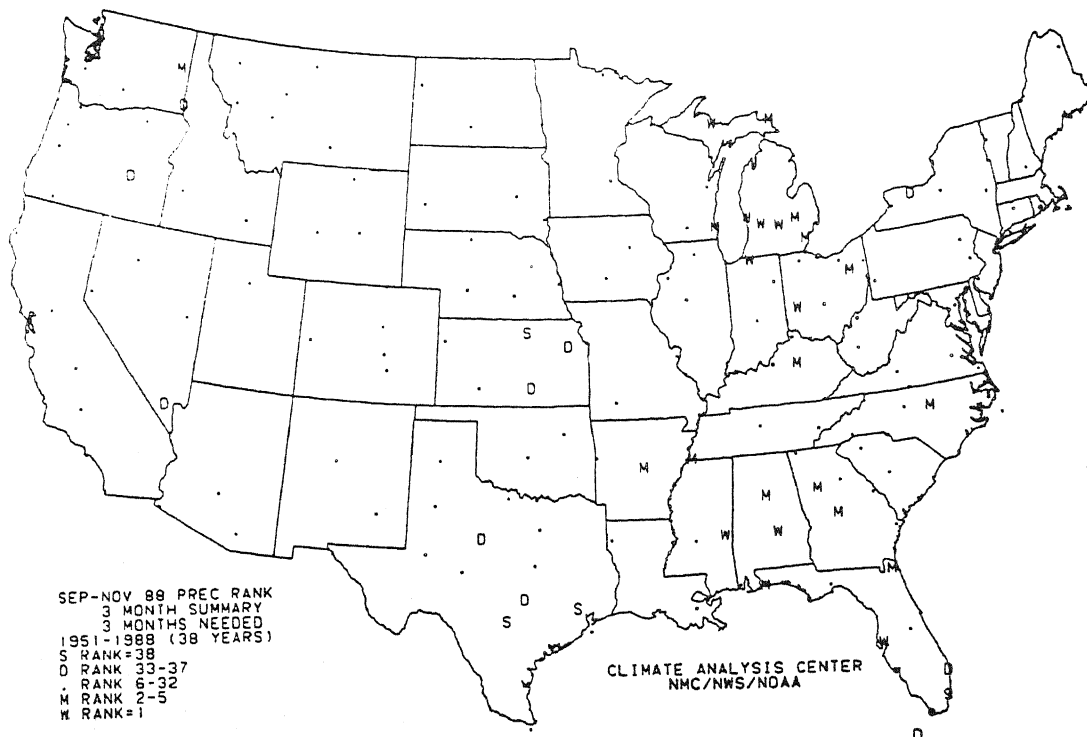 SEP-NOV 88 PREC RANK
3 MONTH SUMMARY
3 MONTHS NEEDED
1951-1988 (38 YEARS)
S RANK=38
D RANK 33-37
. RANK 6-32
M RANK 2-5
W RANK=1
CLIMATE ANALYSIS CENTER
NMC/NWS/NOAA